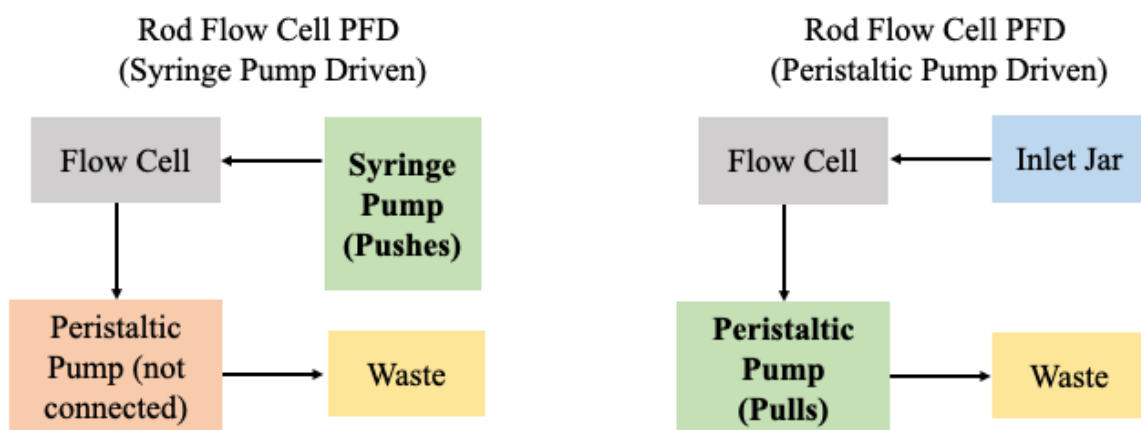 Rod Flow Cell PFD
(Syringe Pump Driven)
Flow Cell
Syringe
Pump
(Pushes)
Peristaltic
Pump (not
connected)
Waste
Rod Flow Cell PFD
(Peristaltic Pump Driven)
Flow Cell
Inlet Jar
Peristaltic
Pump
(Pulls)
Waste